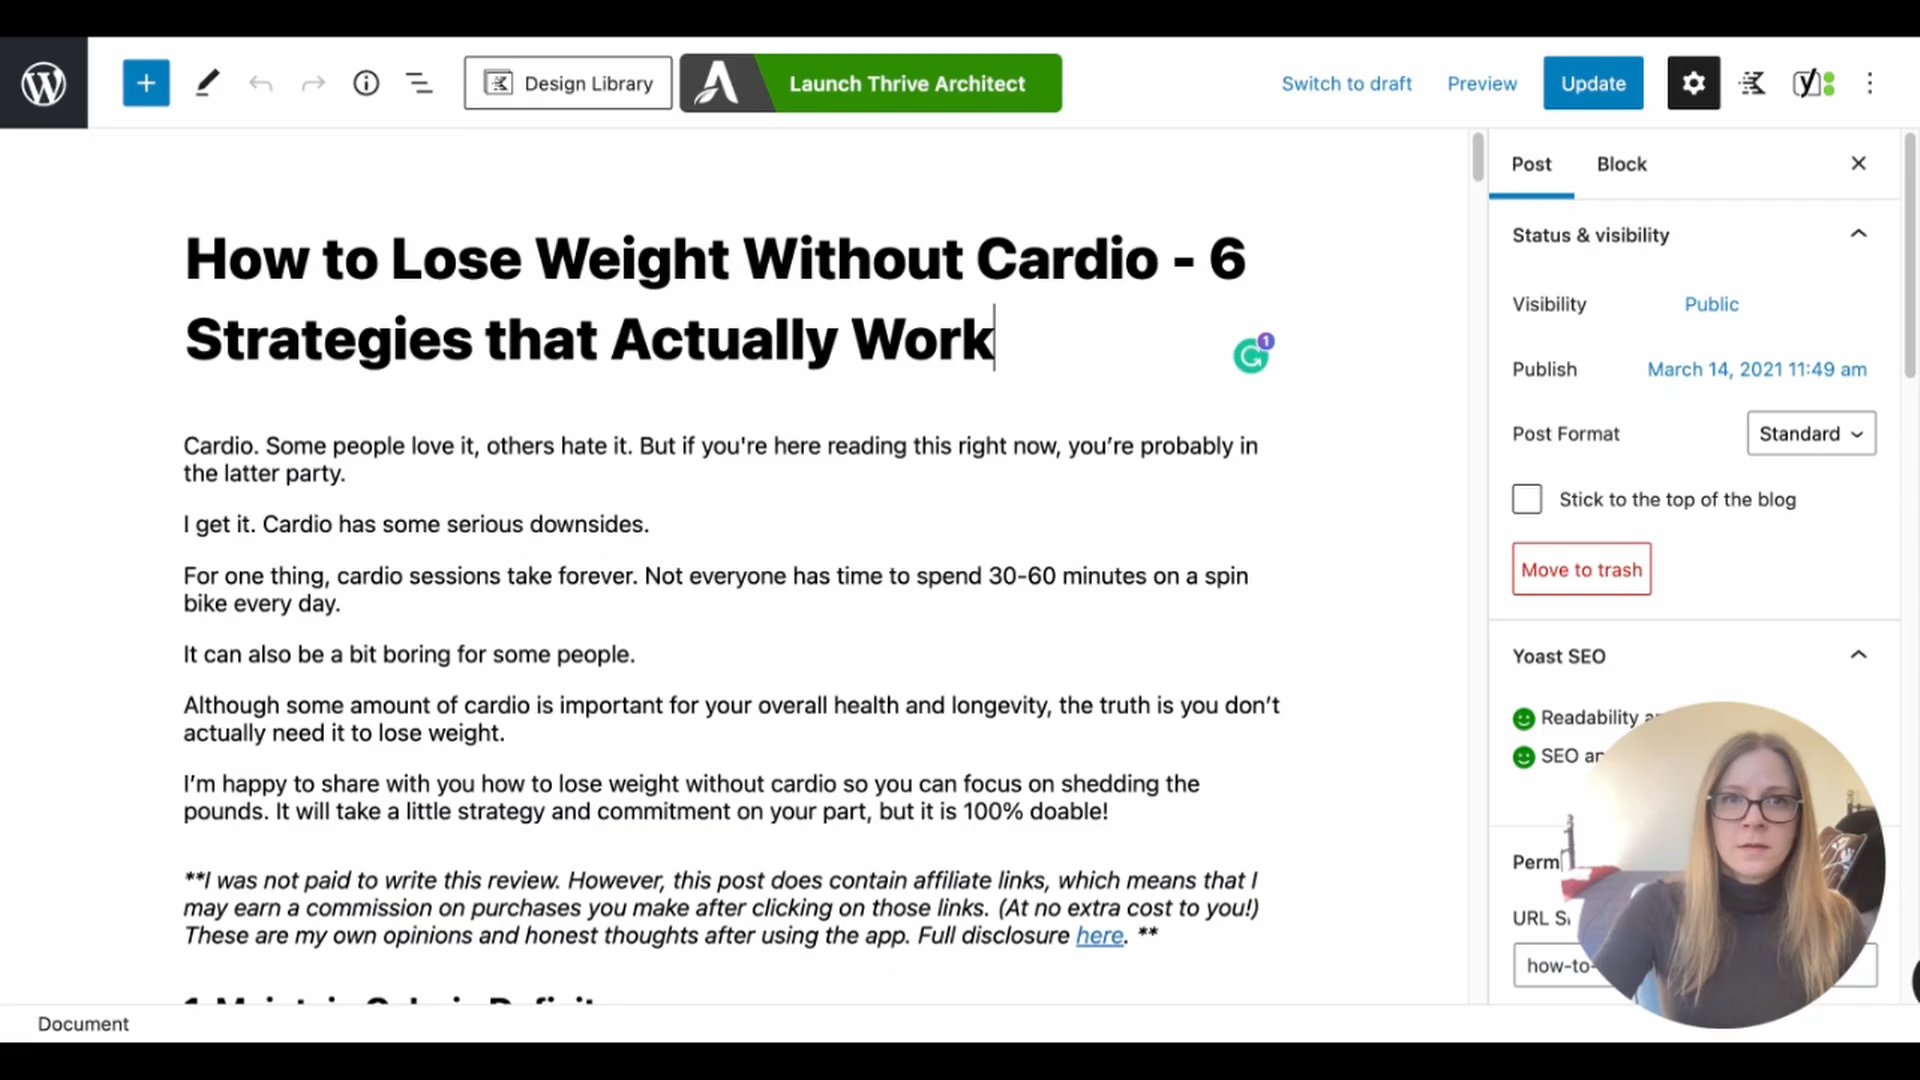 Design Library
Launch Thrive Architect
Switch to draft
Preview
Update
Post
Block
How to Lose Weight Without Cardio - 6
Strategies that Actually Work
1
Cardio. Some people love it, others hate it. But if you're here reading this right now, you’re probably in
the latter party.
I get it. Cardio has some serious downsides.
For one thing, cardio sessions take forever. Not everyone has time to spend 30-60 minutes on a spin
bike every day.
It can also be a bit boring for some people.
Although some amount of cardio is important for your overall health and longevity, the truth is you don’t
actually need it to lose weight.
I’m happy to share with you how to lose weight without cardio so you can focus on shedding the
pounds. It will take a little strategy and commitment on your part, but it is 100% doable!
**I was not paid to write this review. However, this post does contain affiliate links, which means that I
may earn a commission on purchases you make after clicking on those links. (At no extra cost to you!)
These are my own opinions and honest thoughts after using the app. Full disclosure here. **
Status & visibility
Visibility
Public
Publish
March 14, 2021 11:49 am
Post Format
Standard
Stick to the top of the blog
Move to trash
Yoast SEO
Readability
SEO
URL
how-to-
Document